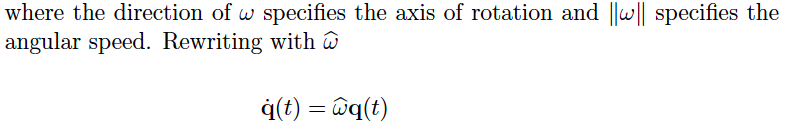 where the direction of ω specifies the axis of rotation and ||ω|| specifies the
angular speed. Rewriting with ω̂
q̇(t) = ω̂q(t)